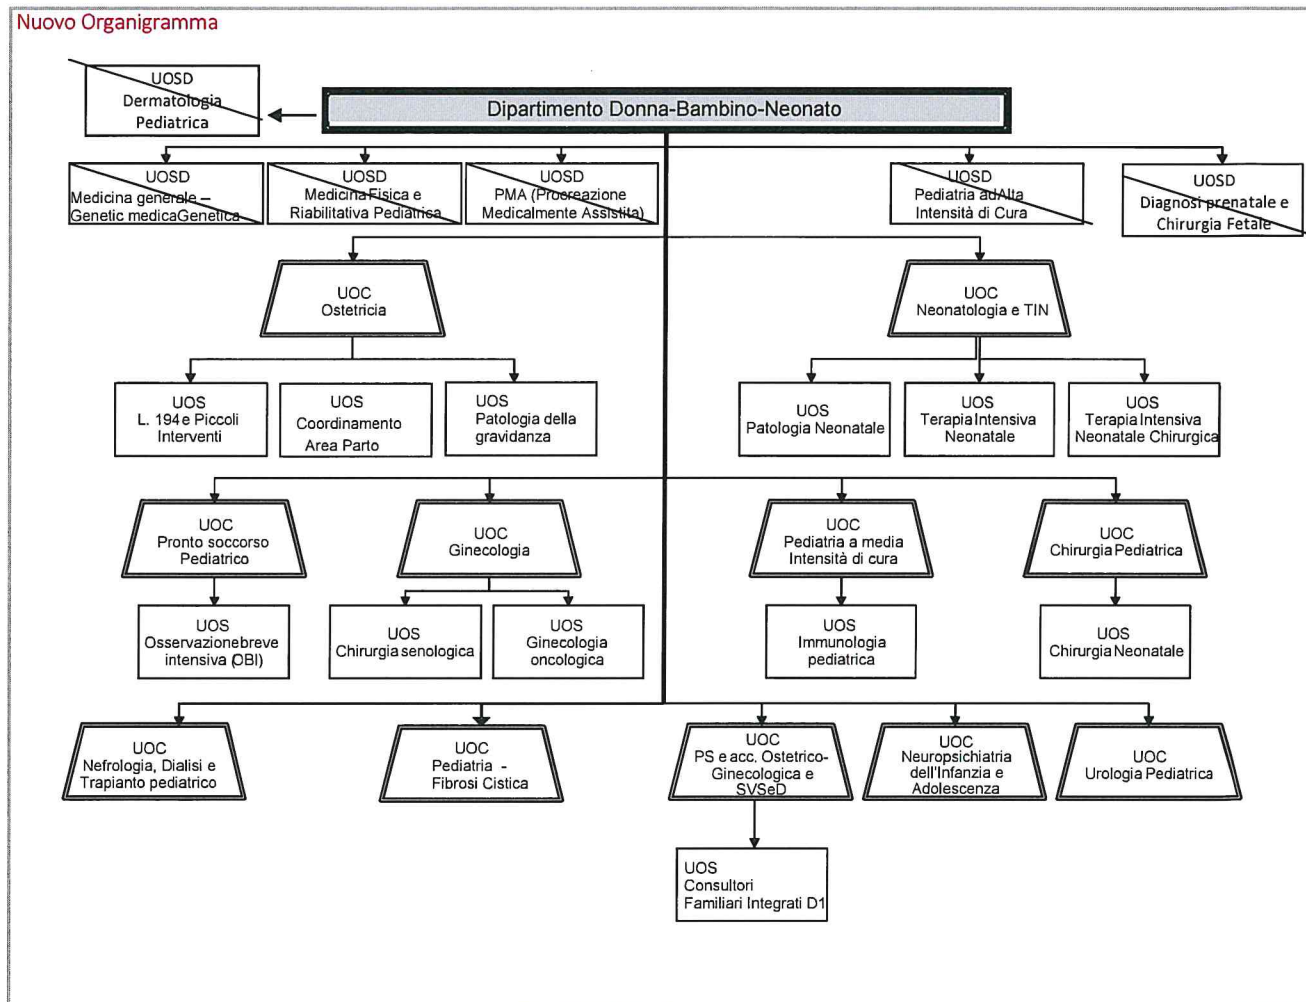 Nuovo Organigramma
UOSD
Dermatologia
Pediatrica
Dipartimento Donna-Bambino-Neonato
UOSD
Medicina generale –
Genetic medicaGenetica
UOSD
Medicina Fisica e
Riabilitativa Pediatrica
UOSD
PMA (Procreazione
Medicalmente Assistita)
UOSD
Pediatria adAlta
Intensità di Cura
UOSD
Diagnosi prenatale e
Chirurgia Fetale
UOC
Ostetricia
UOC
Neonatologia e TIN
UOS
L. 194 e Piccoli
Interventi
UOS
Coordinamento
Area Parto
UOS
Patologia della
gravidanza
UOS
Patologia Neonatale
UOS
Terapia Intensiva
Neonatale
UOS
Terapia Intensiva
Neonatale Chirurgica
UOC
Pronto soccorso
Pediatrico
UOC
Ginecologia
UOC
Pediatria a media
Intensità di cura
UOC
Chirurgia Pediatrica
UOS
Osservazionebreve
intensiva (OBI)
UOS
Chirurgia senologica
UOS
Ginecologia
oncologica
UOS
Immunologia
pediatrica
UOS
Chirurgia Neonatale
UOC
Nefrologia, Dialisi e
Trapianto pediatrico
UOC
Pediatria -
Fibrosi Cistica
UOC
PS e acc. Ostetrico-
Ginecologica e
SVSeD
UOC
Neuropsichiatria
dell'Infanzia e
Adolescenza
UOC
Urologia Pediatrica
UOS
Consultori
Familiari Integrati D1